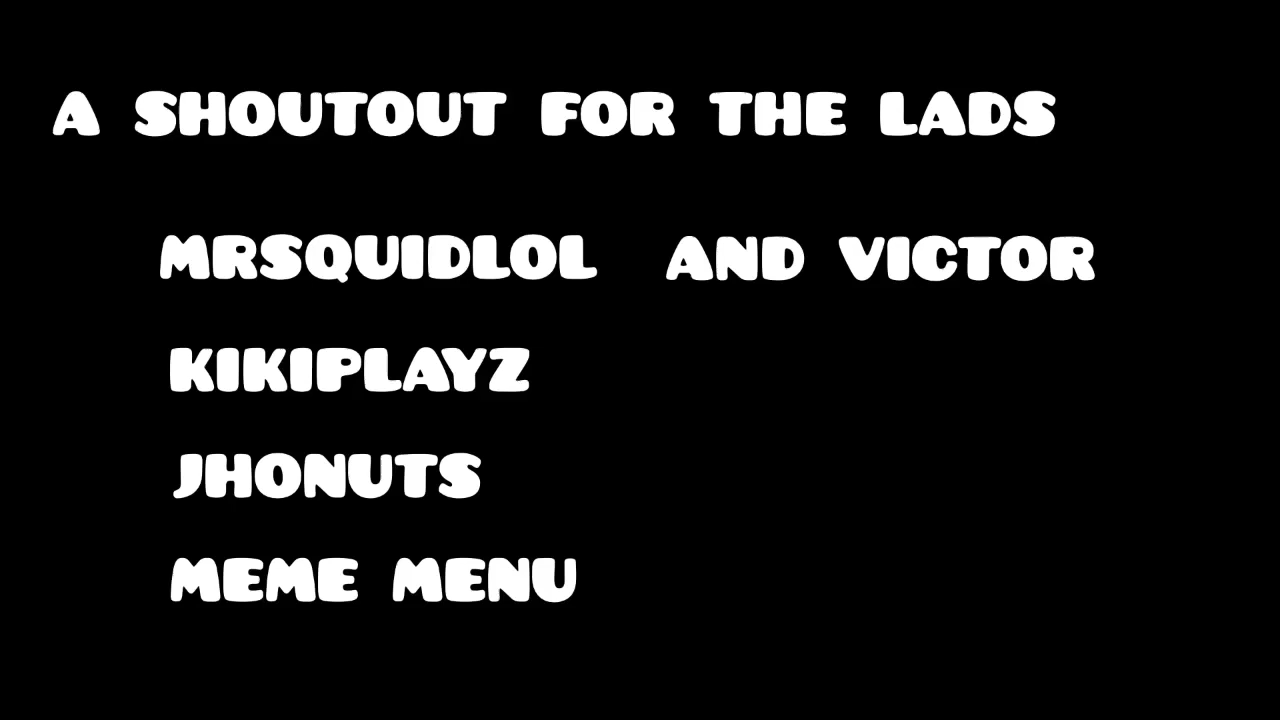 A SHOUTOUT FOR THE LADS
MRSQUIDLOL AND VICTOR
KIKIPLAYZ
JHONUTS
MEME MENU